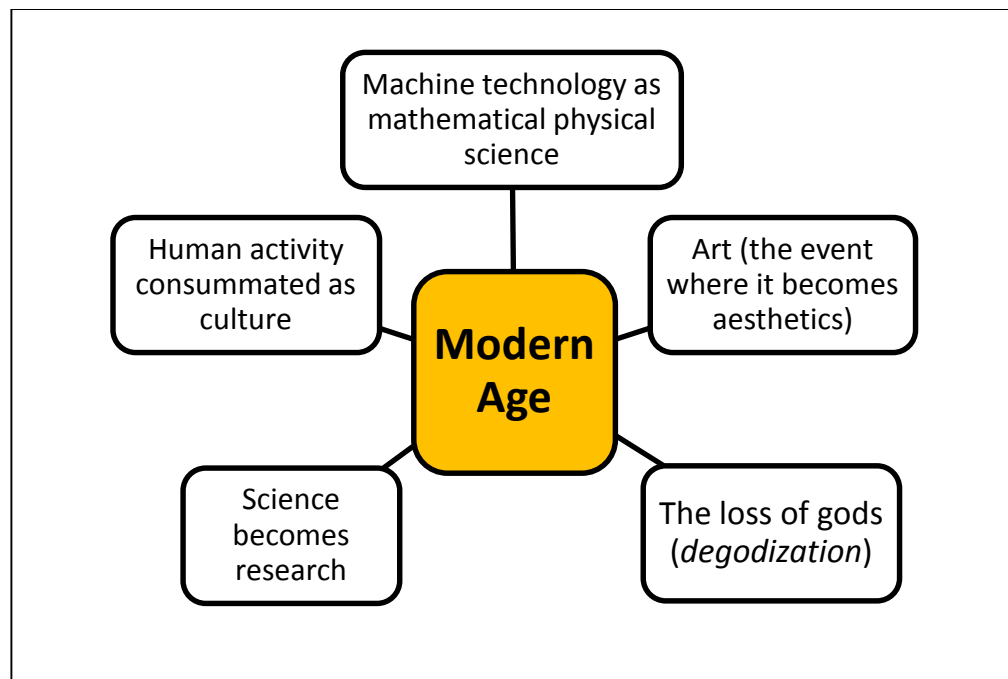 Machine technology as
mathematical physical
science
Human activity
consummated as
culture
Art (the event
where it becomes
aesthetics)
Modern
Age
Science
becomes
research
The loss of gods
(degodization)